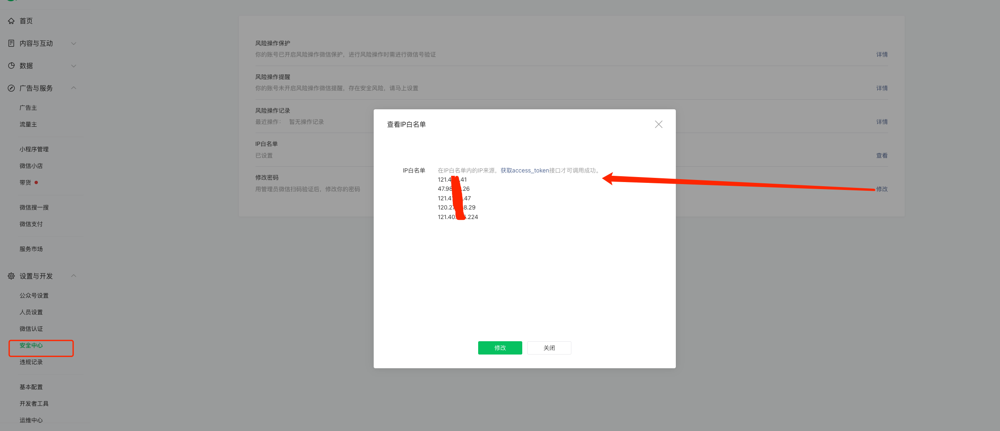 首页
内容与互动
数据
广告与服务
广告主
流量主
小程序管理
微信小店
带货
微信搜一搜
微信支付
服务市场
设置与开发
公众号设置
人员设置
微信认证
安全中心
违规记录
基本配置
开发者工具
运维中心
风险操作保护
你的账号已开启风险操作微信保护，进行风险操作时需进行微信号验证
详情
风险操作提醒
你的账号未开启风险操作微信提醒，存在安全风险，请马上设置
详情
风险操作记录
最近操作： 暂无操作记录
详情
IP白名单
已设置
查看
修改密码
用管理员微信扫码验证后，修改你的密码
修改
查看IP白名单
IP白名单
在IP白名单内的IP来源，获取access_token接口才可调用成功。
121.4 .41
47.98 .26
121.4 .47
120.27 8.29
121.40. .224
修改
关闭